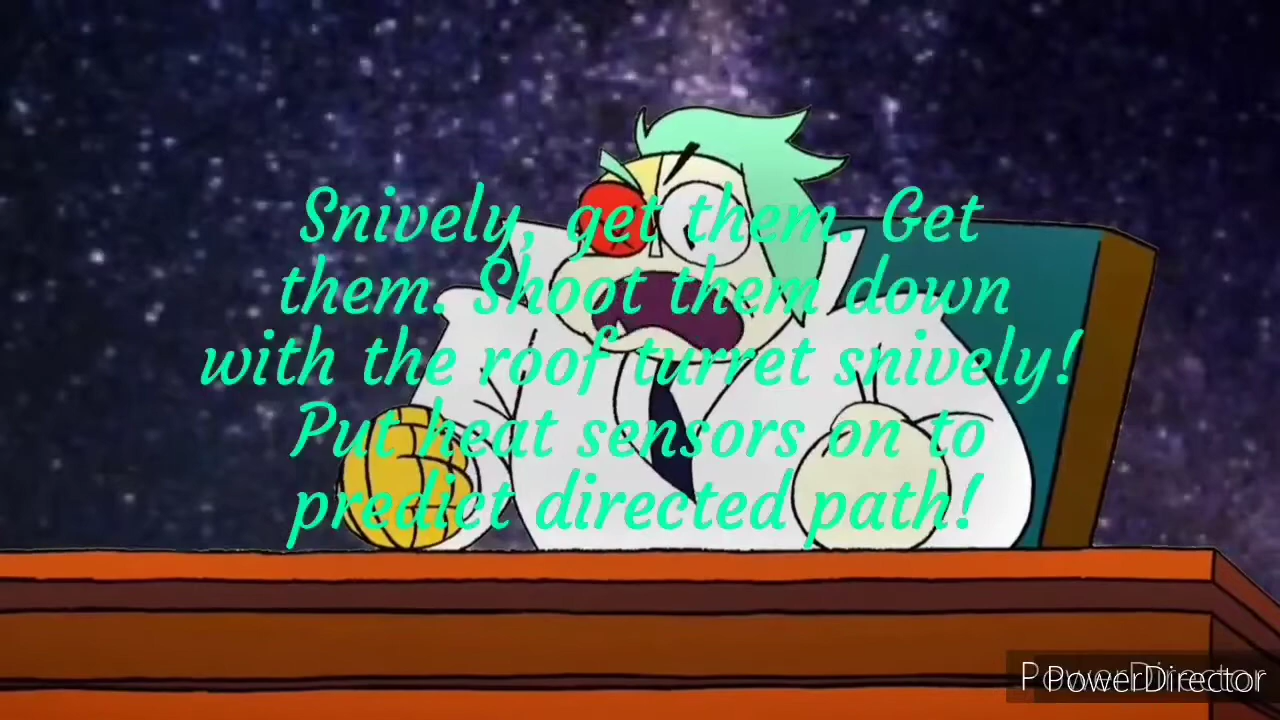 Snively, get them. Get
them. Shoot them down
with the roof turret snively!
Put heat sensors on to
predict directed path!
PowerDirector
PowerDirector